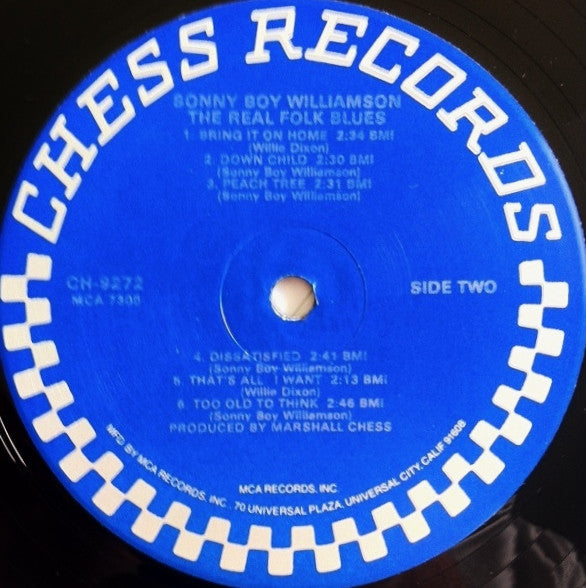 CHESS RECORDS
SONNY BOY WILLIAMSON
THE REAL FOLK BLUES
1. BRING IT ON HOME 2:34 BMI
(Willie Dixon)
2. DOWN CHILD 2:30 BMI
(Sonny Boy Williamson)
3. PEACH TREE 2:31 BMI
(Sonny Boy Williamson)
CH-9272
MCA 7300
SIDE TWO
4. DISSATISFIED 2:41 BMI
(Sonny Boy Williamson)
5. THAT'S ALL I WANT 2:13 BMI
(Willie Dixon)
6. TOO OLD TO THINK 2:46 BMI
(Sonny Boy Williamson)
PRODUCED BY MARSHALL CHESS
MCA RECORDS, INC
MFD BY MCA RECORDS, INC., 70 UNIVERSAL PLAZA, UNIVERSAL CITY, CALIF 91608